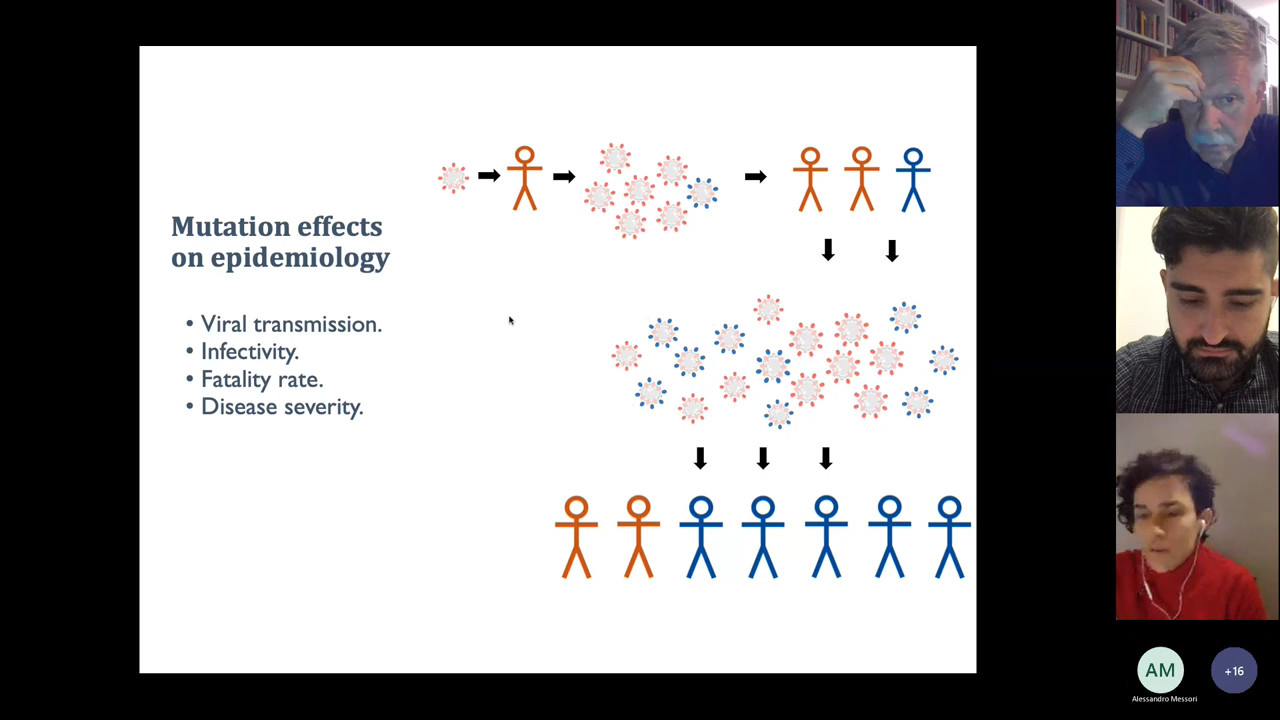 Mutation effects
on epidemiology
• Viral transmission.
• Infectivity.
• Fatality rate.
• Disease severity.
AM
Alessandro Messori
+16